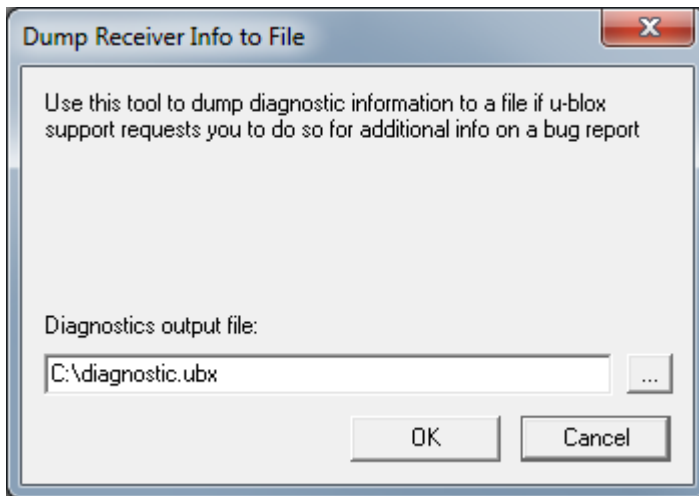 Dump Receiver Info to File
Use this tool to dump diagnostic information to a file if u-blox
support requests you to do so for additional info on a bug report
Diagnostics output file:
C:\diagnostic.ubx
...
OK
Cancel